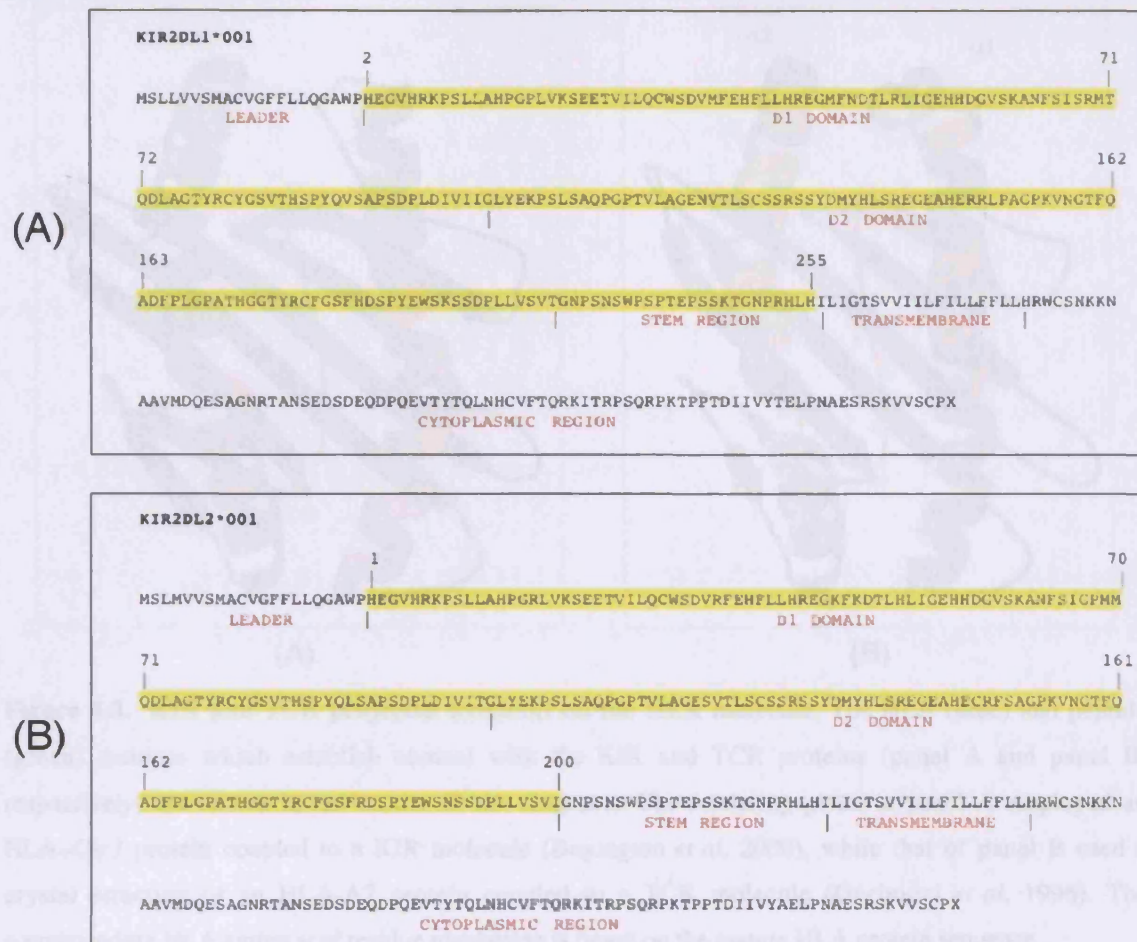 KIR2DL1*001
2 71
MSLLVVSMACVGFFLLQGAWPHEGVHRKPSLLAHPGPLVKSEETVILQCWSDVMFEHFLLHREGMFNDTLRLIGEHHDGVSKANFSISRMT
LEADER D1 DOMAIN
72 162
QDLAGTYRCYGSVTHSPYQVSAPSDPLDIVIIGLYEKPSLSAQPGPTVLAGENVTLSCSSRSSYDMYHLSREGEAHERRLPAGPKVNGTFQ
D2 DOMAIN
(A)
163 255
ADFPLGPATHGGTYRCFGSFHDSPYEWSKSSDPLLVSVTGNPSNSWPSPTEPSSKTGNPRHLHILIGTSVVIILFILLFFLLHRWCSNKKN
STEM REGION TRANSMEMBRANE
AAVMDQESAGNRTANSEDSDEQDPQEVTYTQLNHCVFTQRKITRPSQRPKTPPTDIIVYTELPNAESRSKVVSCPX
CYTOPLASMIC REGION
KIR2DL2*001
1 70
MSLMVVSMACVGFFLLQGAWPHEGVHRKPSLLAHPGRLVKSEETVILQCWSDVRFEHFLLHREGKFKDTLHLIGEHHDGVSKANFSIGPMM
LEADER D1 DOMAIN
71 161
QDLAGTYRCYGSVTHSPYQLSAPSDPLDIVITGLYEKPSLSAQPGPTVLAGESVTLSCSSRSSYDMYHLSREGEAHECRFSAGPKVNGTFQ
D2 DOMAIN
(B)
162 200
ADFPLGPATHGGTYRCFGSFRDSPYEWSNSSDPLLVSVIGNPSNSWPSPTEPSSKTGNPRHLHILIGTSVVIILFILLFFLLHRWCSNKKN
STEM REGION TRANSMEMBRANE
AAVMDQESAGNRTANSEDSDEQDPQEVTYTQLNHCVFTQRKITRPSQRPKTPPTDIIVYAELPNAESRSKVVSCPX
CYTOPLASMIC REGION